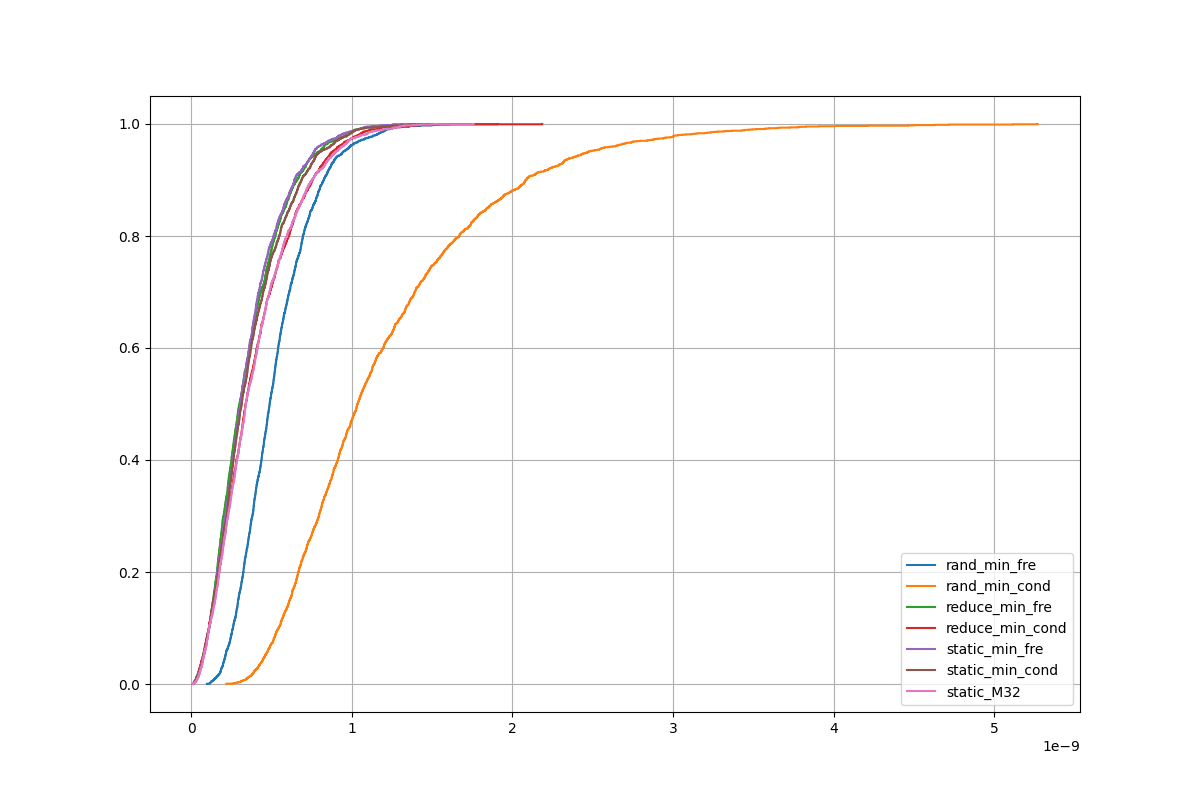 1.0
0.8
0.6
0.4
0.2
0.0
0 1 2 3 4 5
1e−9
rand_min_fre
rand_min_cond
reduce_min_fre
reduce_min_cond
static_min_fre
static_min_cond
static_M32